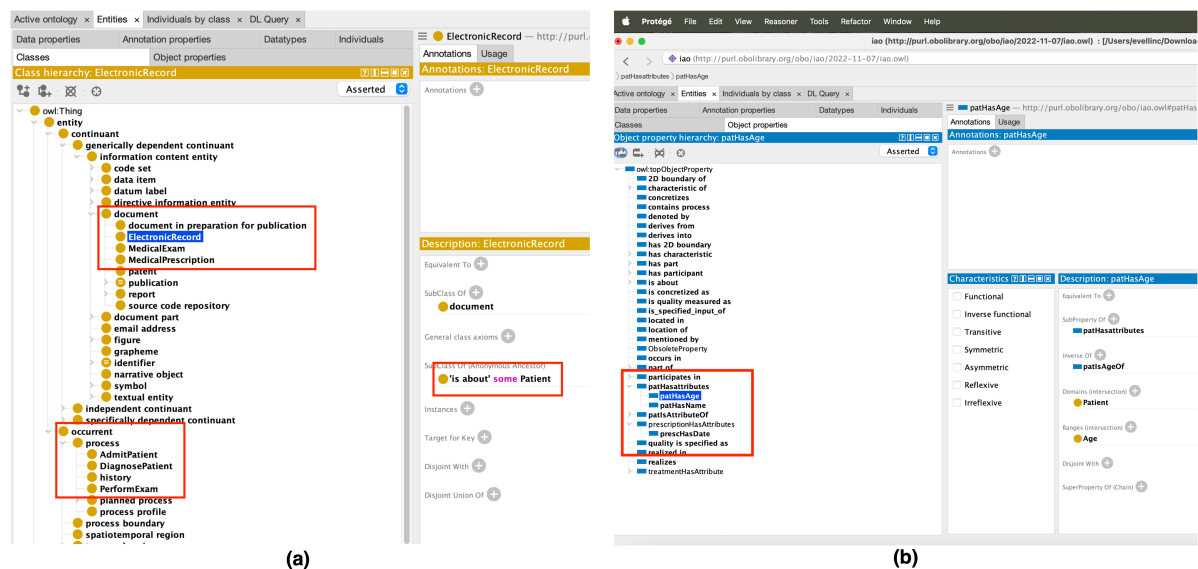 Active ontology × Entities × Individuals by class × DL Query ×
Data properties Annotation properties Datatypes Individuals
Classes Object properties
Class hierarchy: ElectronicRecord
Asserted
owl:Thing
entity
continuant
generically dependent continuant
information content entity
code set
data item
datum label
directive information entity
document
document in preparation for publication
ElectronicRecord
MedicalExam
MedicalPrescription
patent
publication
report
source code repository
document part
email address
figure
grapheme
identifier
narrative object
symbol
textual entity
independent continuant
specifically dependent continuant
occurrent
process
AdmitPatient
DiagnosePatient
history
PerformExam
planned process
process profile
process boundary
spatiotemporal region
ElectronicRecord — http://purl.
Annotations Usage
Annotations: ElectronicRecord
Annotations
Description: ElectronicRecord
Equivalent To
SubClass Of
document
General class axioms
SubClass Of (Anonymous Ancestor)
'is about' some Patient
Instances
Target for Key
Disjoint With
Disjoint Union Of
(a)
Protégé File Edit View Reasoner Tools Refactor Window Help
iao (http://purl.obolibrary.org/obo/iao/2022-11-07/iao.owl) : [/Users/evellinc/Downloa
< > iao (http://purl.obolibrary.org/obo/iao/2022-11-07/iao.owl)
patHasattributes patHasAge
Active ontology × Entities × Individuals by class × DL Query ×
Data properties Annotation properties Datatypes Individuals
Classes Object properties
Object property hierarchy: patHasAge
Asserted
owl:topObjectProperty
2D boundary of
characteristic of
concretizes
contains process
denoted by
derives from
derives into
has 2D boundary
has characteristic
has part
has participant
is about
is concretized as
is quality measured as
is_specified_input_of
located in
location of
mentioned by
ObsoleteProperty
occurs in
part of
participates in
patHasattributes
patHasAge
patHasName
patIsAttributeOf
prescriptionHasAttributes
prescHasDate
quality is specified as
realized in
realizes
treatmentHasAttribute
patHasAge — http://purl.obolibrary.org/obo/iao.owl#patHas
Annotations Usage
Annotations: patHasAge
Annotations
Characteristics
Functional
Inverse functional
Transitive
Symmetric
Asymmetric
Reflexive
Irreflexive
Description: patHasAge
Equivalent To
SubProperty Of
patHasattributes
Inverse Of
patIsAgeOf
Domains (intersection)
Patient
Ranges (intersection)
Age
Disjoint With
SuperProperty Of (Chain)
(b)